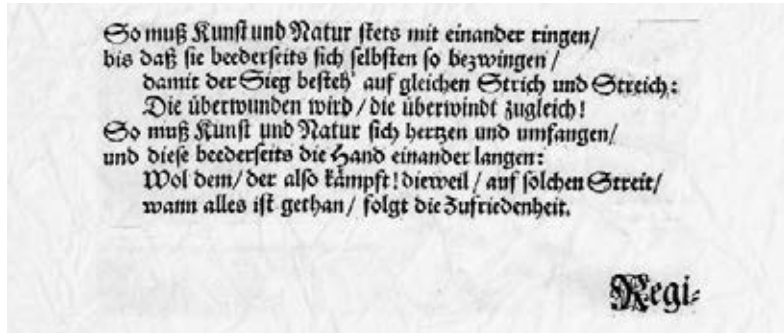 So muß Kunst und Natur stets mit einander ringen/
bis daß sie beederseits sich selbsten so bezwingen/
damit der Sieg besteh' auf gleichen Strich und Streich:
Die überwunden wird/ die überwindt zugleich!
So muß Kunst und Natur sich hertzen und umfangen/
und diese beederseits die Hand einander langen:
Wol dem/ der also kämpft! dieweil/ auf solchen Streit/
wann alles ist gethan/ folgt die Zufriedenheit.
Regi-